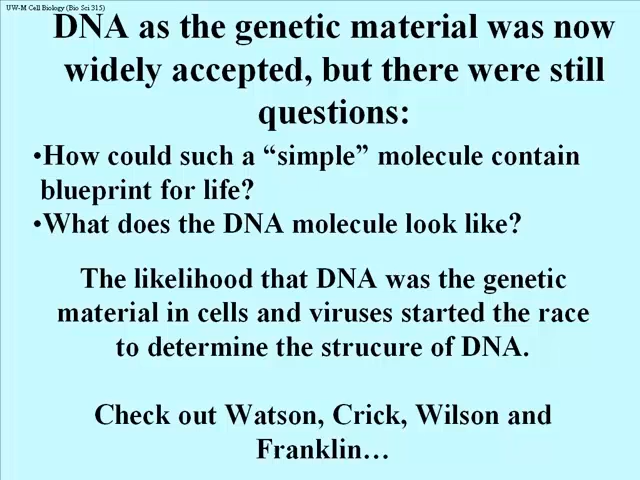 UW-M Cell Biology (Bio Sci 315)
DNA as the genetic material was now
widely accepted, but there were still
questions:
•How could such a “simple” molecule contain
blueprint for life?
•What does the DNA molecule look like?
The likelihood that DNA was the genetic
material in cells and viruses started the race
to determine the strucure of DNA.
Check out Watson, Crick, Wilson and
Franklin…